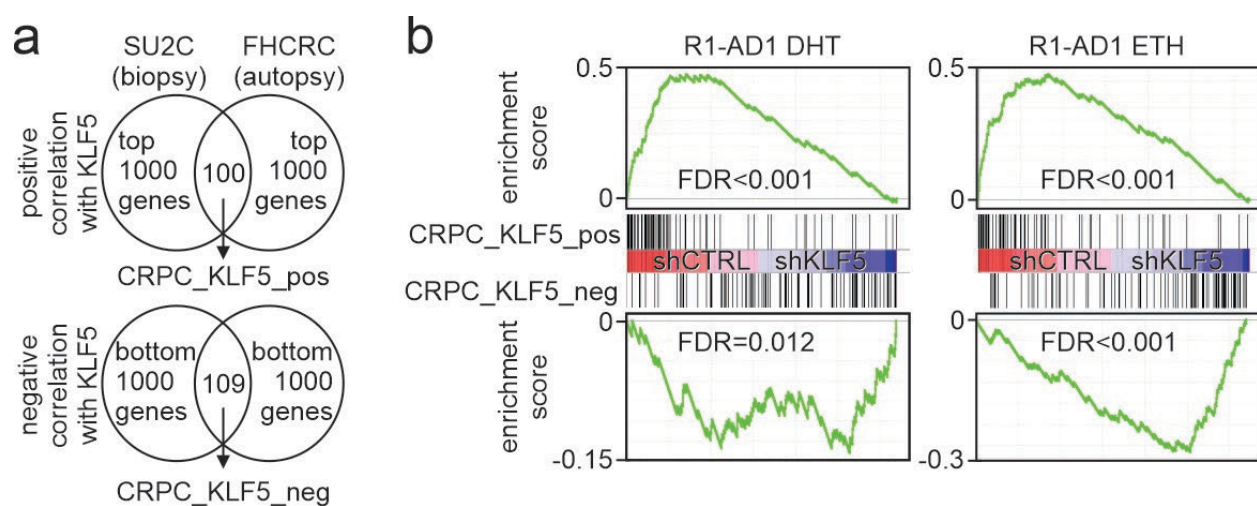 a
SU2C
(biopsy)
FHCRC
(autopsy)
positive
correlation
with KLF5
top
1000
genes
100
top
1000
genes
CRPC_KLF5_pos
negative
correlation
with KLF5
bottom
1000
genes
109
bottom
1000
genes
CRPC_KLF5_neg
b
R1-AD1 DHT
R1-AD1 ETH
enrichment
score
0.5
FDR<0.001
0
enrichment
score
0.5
FDR<0.001
0
CRPC_KLF5_pos
shCTRL shKLF5
shCTRL shKLF5
CRPC_KLF5_neg
enrichment
score
0
FDR=0.012
-0.15
0
FDR<0.001
-0.3